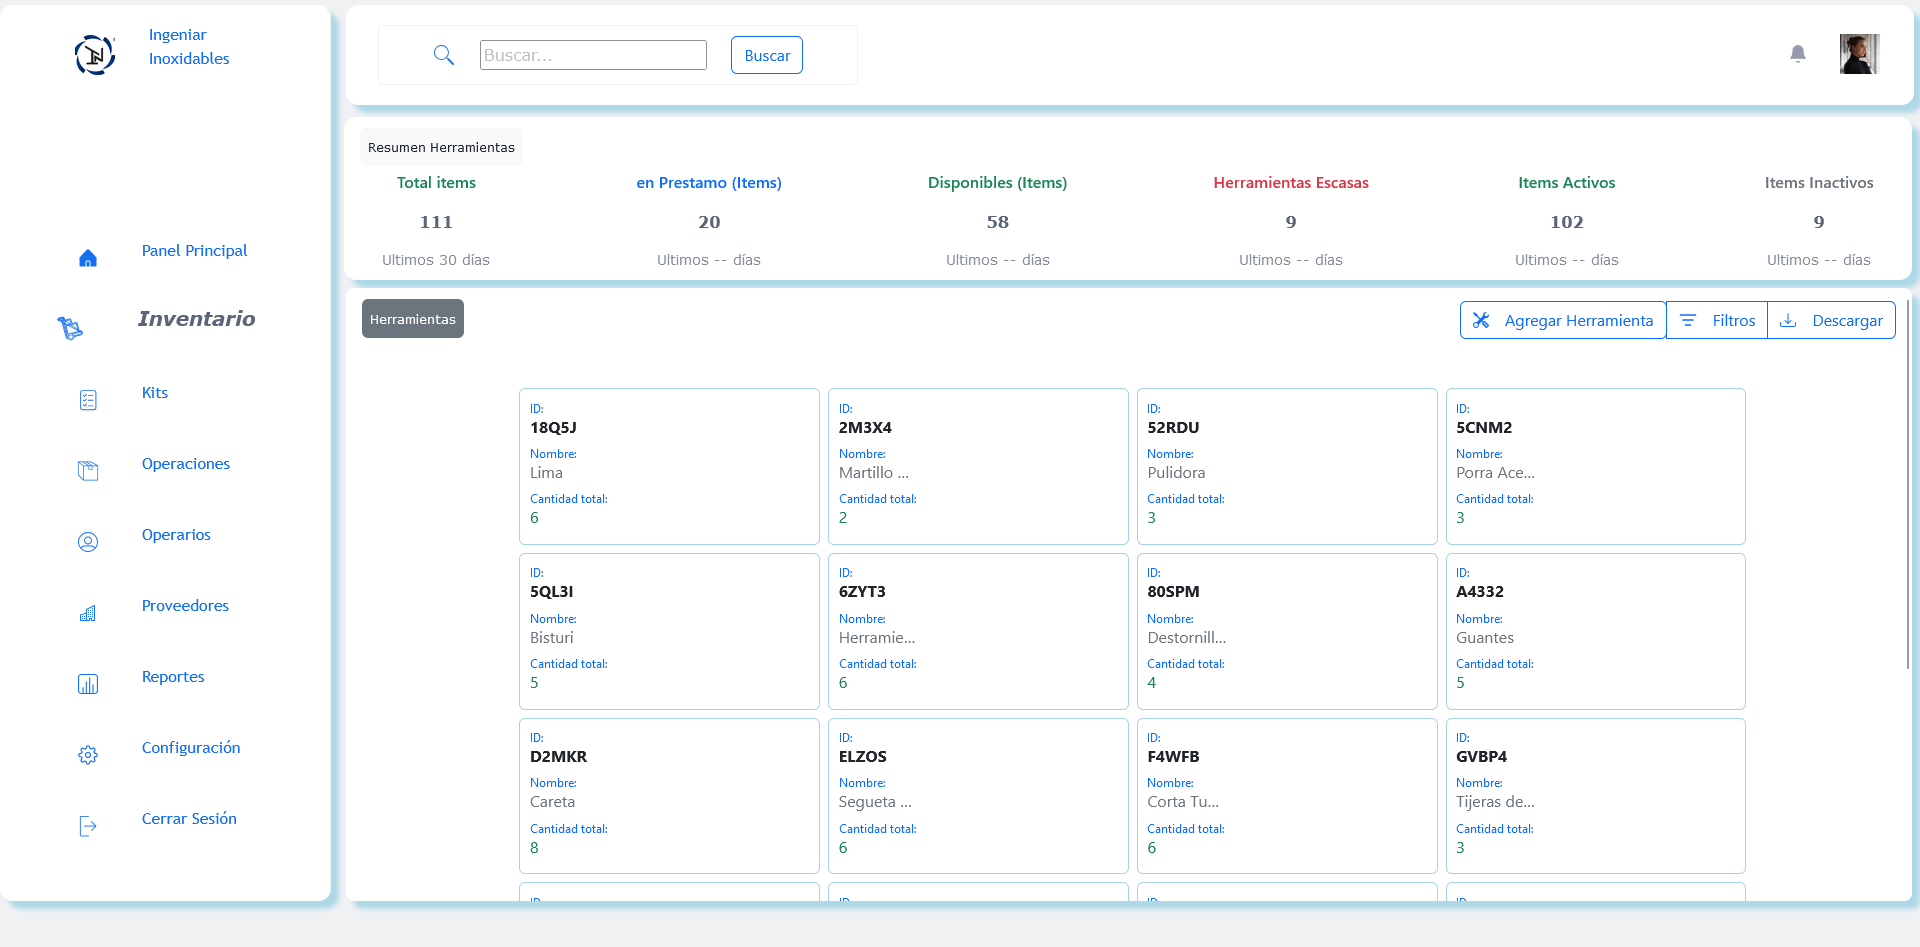 Ingeniar
Inoxidables
Panel Principal
Inventario
Kits
Operaciones
Operarios
Proveedores
Reportes
Configuración
Cerrar Sesión
Buscar...
Buscar
Resumen Herramientas
Total items
111
Ultimos 30 días
en Prestamo (Items)
20
Ultimos -- días
Disponibles (Items)
58
Ultimos -- días
Herramientas Escasas
9
Ultimos -- días
Items Activos
102
Ultimos -- días
Items Inactivos
9
Ultimos -- días
Herramientas
Agregar Herramienta
Filtros
Descargar
ID:
18Q5J
Nombre:
Lima
Cantidad total:
6
ID:
2M3X4
Nombre:
Martillo ...
Cantidad total:
2
ID:
52RDU
Nombre:
Pulidora
Cantidad total:
3
ID:
5CNM2
Nombre:
Porra Ace...
Cantidad total:
3
ID:
5QL3I
Nombre:
Bisturi
Cantidad total:
5
ID:
6ZYT3
Nombre:
Herramie...
Cantidad total:
6
ID:
80SPM
Nombre:
Destornill...
Cantidad total:
4
ID:
A4332
Nombre:
Guantes
Cantidad total:
5
ID:
D2MKR
Nombre:
Careta
Cantidad total:
8
ID:
ELZOS
Nombre:
Segueta ...
Cantidad total:
6
ID:
F4WFB
Nombre:
Corta Tu...
Cantidad total:
6
ID:
GVBP4
Nombre:
Tijeras de...
Cantidad total:
3